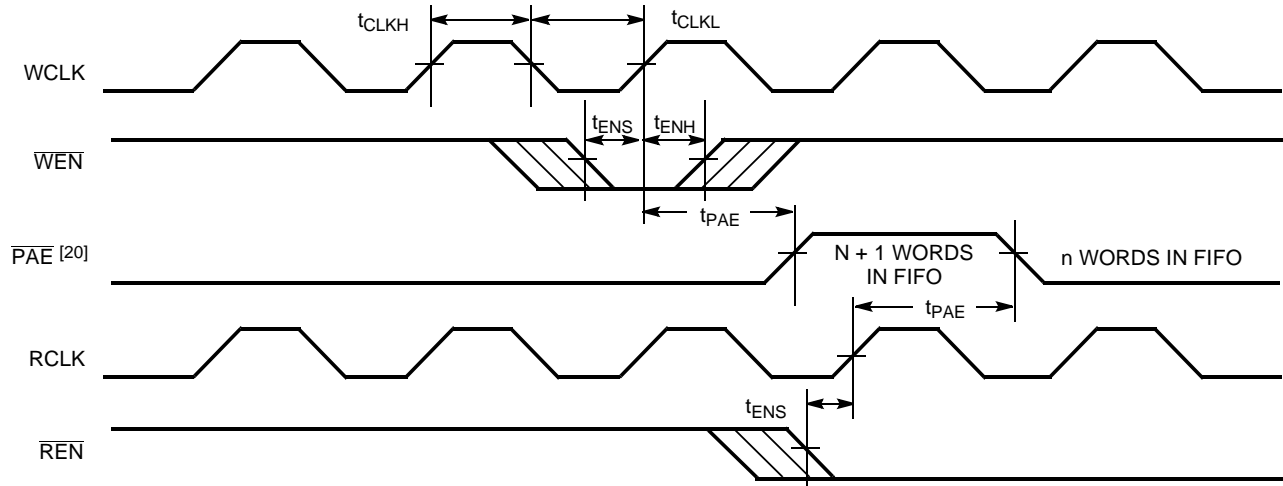 tCLKH
tCLKL
WCLK
tENS
tENH
WEN
tPAE
PAE [20]
N + 1 WORDS
IN FIFO
n WORDS IN FIFO
tPAE
RCLK
tENS
REN